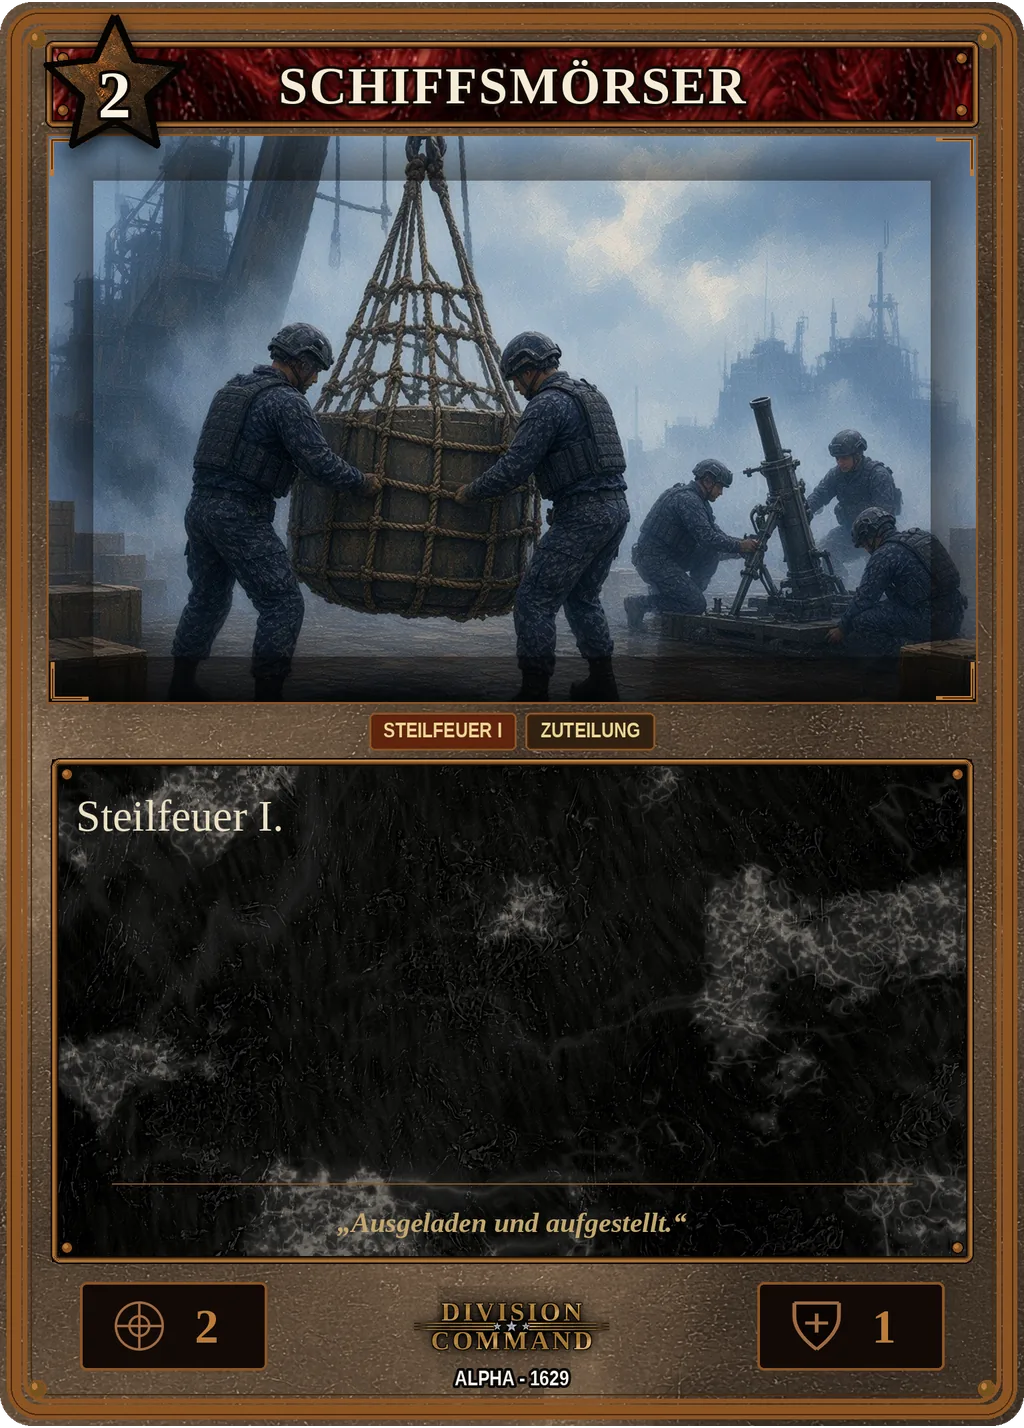 2
SCHIFFSMÖRSER
STEILFEUER I
ZUTEILUNG
Steilfeuer I.
„Ausgeladen und aufgestellt.“
2
DIVISION
COMMAND
1
ALPHA - 1629